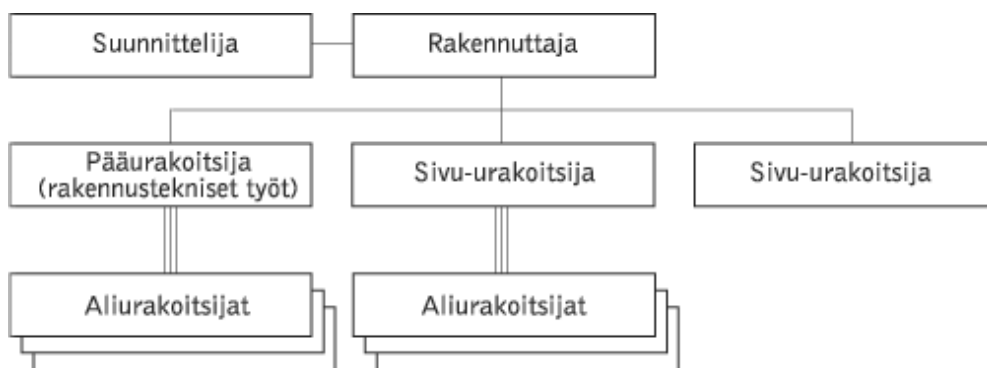 Suunnittelija
Rakennuttaja
Pääurakoitsija
(rakennustekniset työt)
Sivu-urakoitsija
Sivu-urakoitsija
Aliurakoitsijat
Aliurakoitsijat